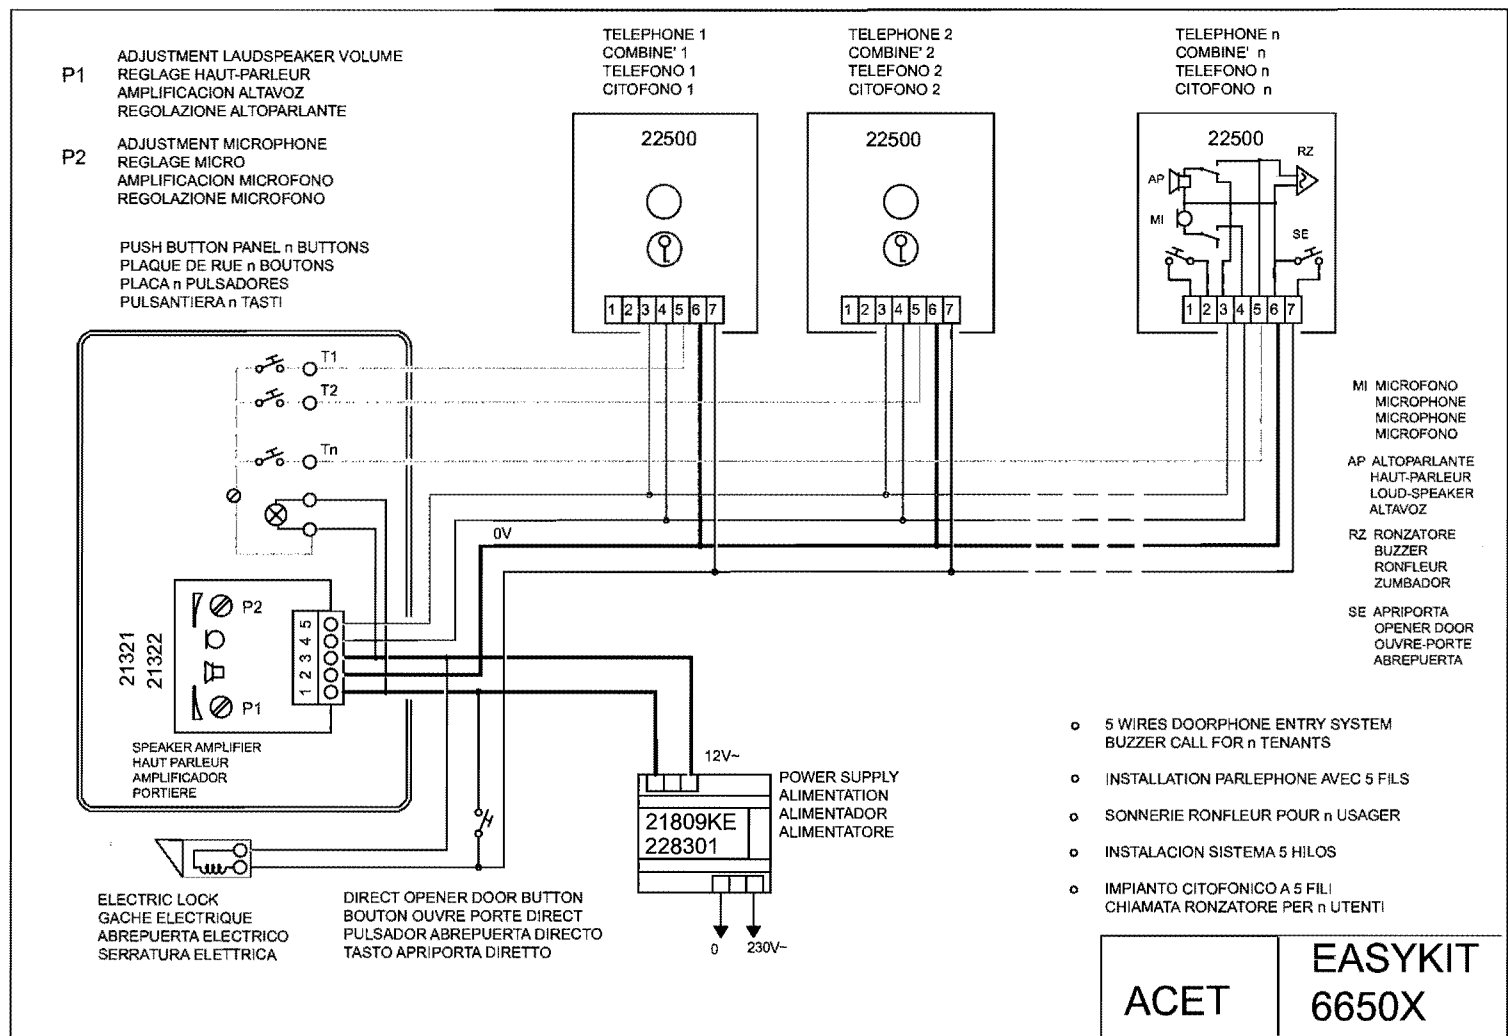 P1
ADJUSTMENT LAUDSPEAKER VOLUME
REGLAGE HAUT-PARLEUR
AMPLIFICACION ALTAVOZ
REGOLAZIONE ALTOPARLANTE
P2
ADJUSTMENT MICROPHONE
REGLAGE MICRO
AMPLIFICACION MICROFONO
REGOLAZIONE MICROFONO
PUSH BUTTON PANEL n BUTTONS
PLAQUE DE RUE n BOUTONS
PLACA n PULSADORES
PULSANTIERA n TASTI
TELEPHONE 1
COMBINE' 1
TELEFONO 1
CITOFONO 1
22500
1 2 3 4 5 6 7
TELEPHONE 2
COMBINE' 2
TELEFONO 2
CITOFONO 2
22500
1 2 3 4 5 6 7
TELEPHONE n
COMBINE' n
TELEFONO n
CITOFONO n
22500
RZ
AP
MI
SE
1 2 3 4 5 6 7
T1
T2
Tn
0V
P2
21321
21322
5 4 3 2 1
P1
SPEAKER AMPLIFIER
HAUT PARLEUR
AMPLIFICADOR
PORTIERE
MI MICROFONO
MICROPHONE
MICROPHONE
MICROFONO
AP ALTOPARLANTE
HAUT-PARLEUR
LOUD-SPEAKER
ALTAVOZ
RZ RONZATORE
BUZZER
RONFLEUR
ZUMBADOR
SE APRIPORTA
OPENER DOOR
OUVRE-PORTE
ABREPUERTA
12V~
POWER SUPPLY
ALIMENTATION
ALIMENTADOR
ALIMENTATORE
21809KE
228301
0
230V~
ELECTRIC LOCK
GACHE ELECTRIQUE
ABREPUERTA ELECTRICO
SERRATURA ELETTRICA
DIRECT OPENER DOOR BUTTON
BOUTON OUVRE PORTE DIRECT
PULSADOR ABREPUERTA DIRECTO
TASTO APRIPORTA DIRETTO
5 WIRES DOORPHONE ENTRY SYSTEM
BUZZER CALL FOR n TENANTS
INSTALLATION PARLEPHONE AVEC 5 FILS
SONNERIE RONFLEUR POUR n USAGER
INSTALACION SISTEMA 5 HILOS
IMPIANTO CITOFONICO A 5 FILI
CHIAMATA RONZATORE PER n UTENTI
ACET
EASYKIT
6650X